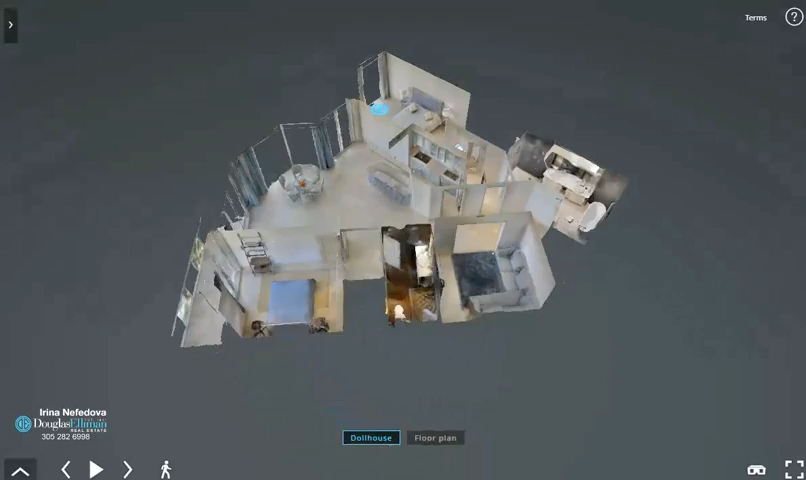 Terms
?
Irina Nefedova
DouglasElliman
REAL ESTATE
305 282 6998
Dollhouse
Floor plan